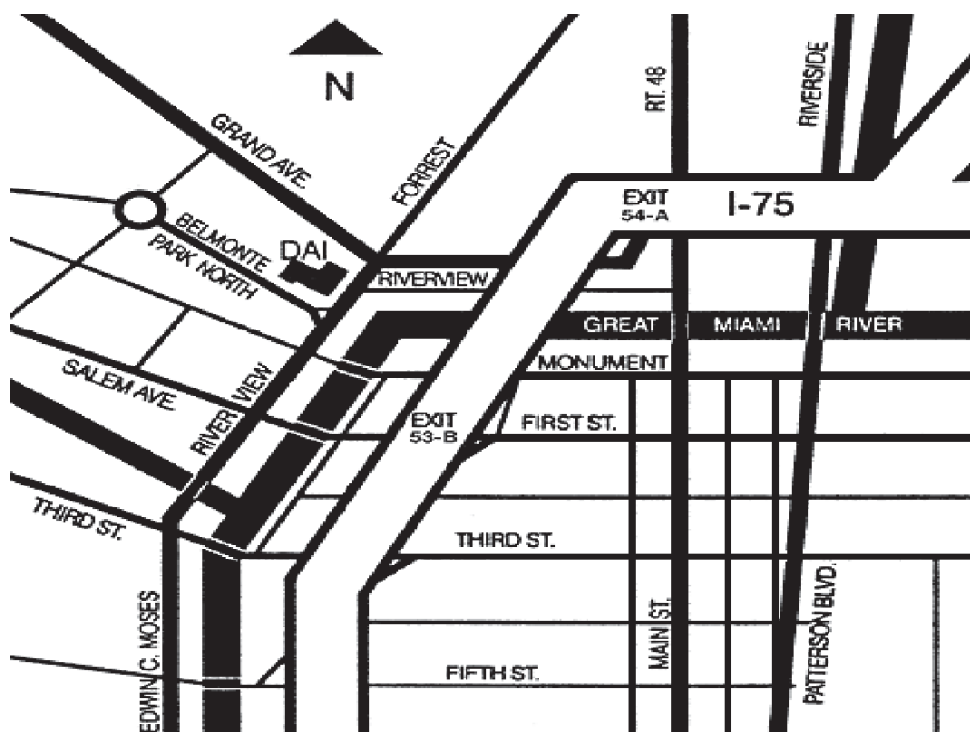 N
GRAND AVE.
FORREST
RT. 48
RIVERSIDE
EXIT
54-A
I-75
BELMONTE
PARK NORTH
DAI
RIVERVIEW
GREAT MIAMI RIVER
MONUMENT
SALEM AVE.
RIVER VIEW
EXIT
53-B
FIRST ST.
THIRD ST.
THIRD ST.
EDWIN C. MOSES
MAIN ST.
PATTERSON BLVD.
FIFTH ST.